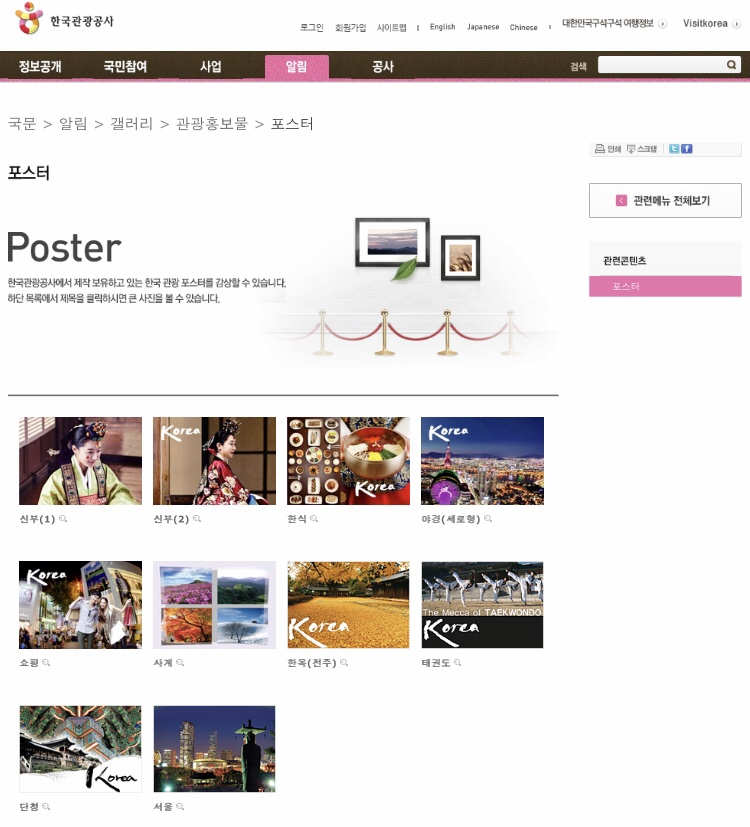 한국관광공사
로그인 회원가입 사이트맵 | English Japanese Chinese | 대한민국구석구석 여행정보 Visitkorea
정보공개 국민참여 사업 알림 공사 검색
국문 > 알림 > 갤러리 > 관광홍보물 > 포스터
인쇄 스크랩
포스터
관련메뉴 전체보기
Poster
한국관광공사에서 제작 보유하고 있는 한국 관광 포스터를 감상할 수 있습니다.
하단 목록에서 제목을 클릭하시면 큰 사진을 볼 수 있습니다.
관련콘텐츠
포스터
Korea
Korea
Korea
신부(1) 신부(2) 한식 야경(세로형)
Korea
Korea
The Mecca of TAEKWONDO
Korea
쇼핑 사계 한옥(전주) 태권도
Korea
단청 서울